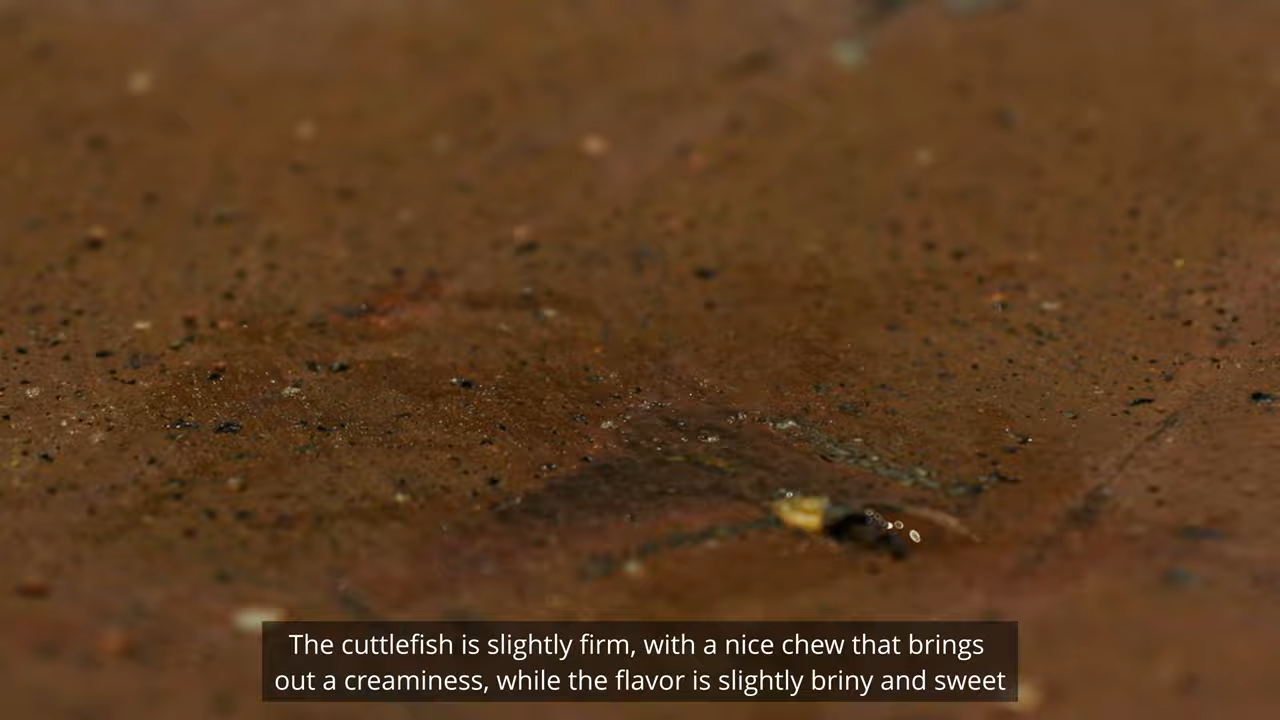 The cuttlefish is slightly firm, with a nice chew that brings
out a creaminess, while the flavor is slightly briny and sweet